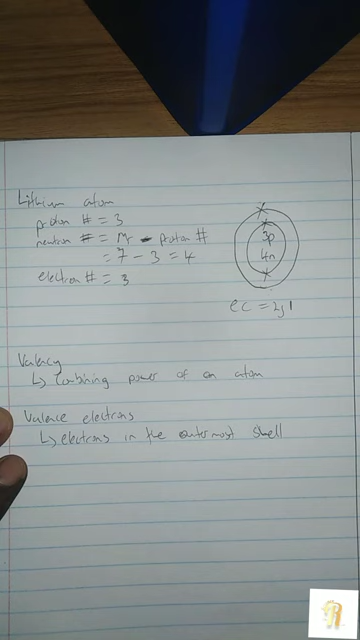 Lithium atom
proton # = 3
neutron # = Mr - proton #
= 7 - 3 = 4
electron # = 3
3p
4n
ec = 2,1
Valency
↳ combining power of an atom
Valence electrons
↳ electrons in the outermost shell